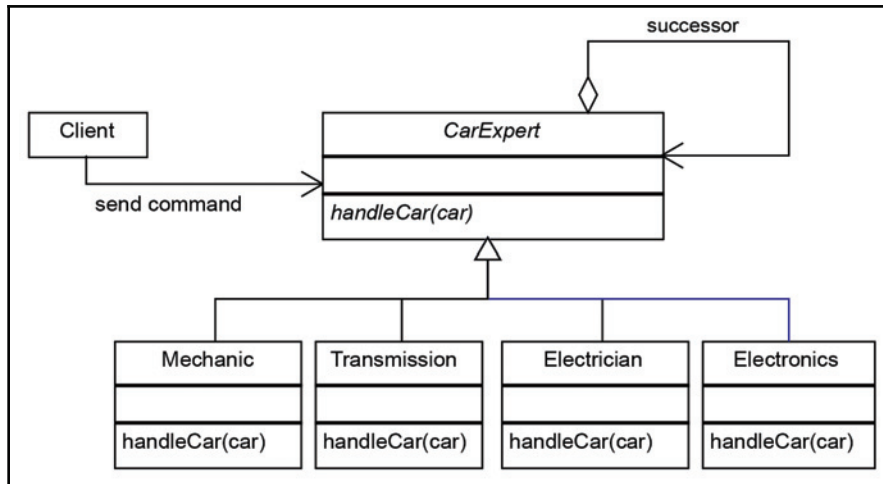 successor
Client
CarExpert
send command
handleCar(car)
Mechanic
Transmission
Electrician
Electronics
handleCar(car)
handleCar(car)
handleCar(car)
handleCar(car)